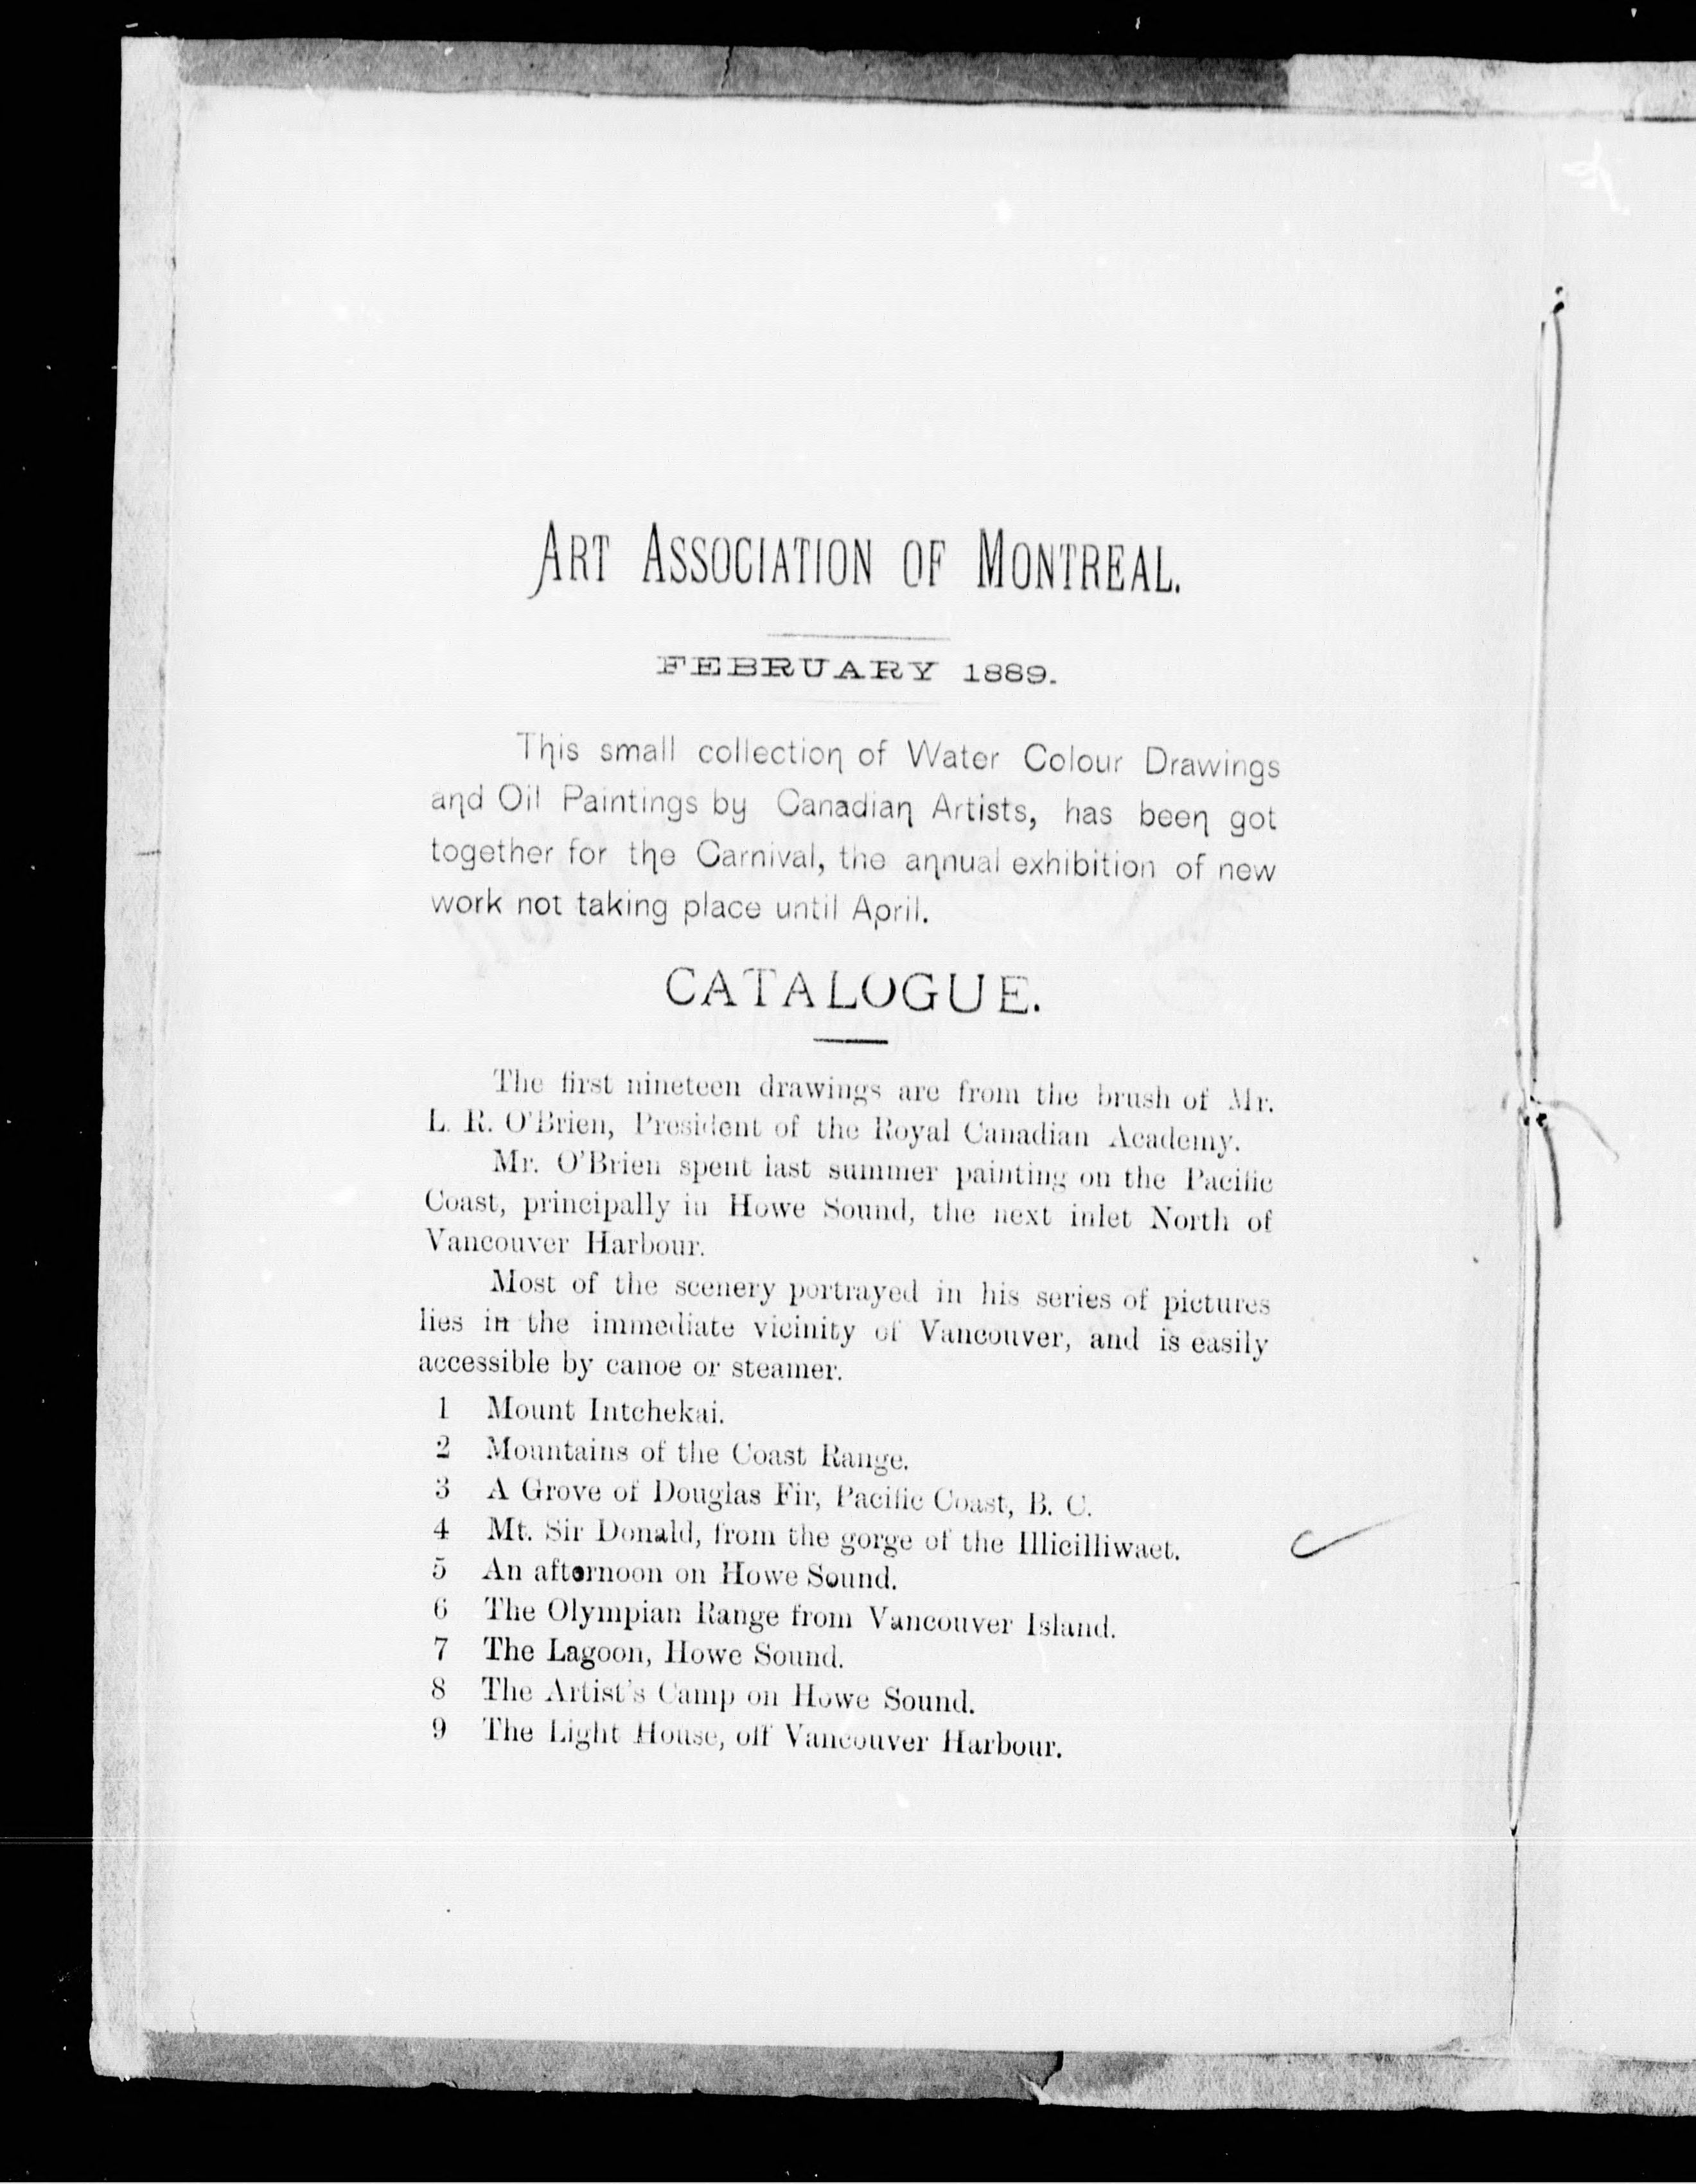 ART ASSOCIATION OF MONTREAL.
FEBRUARY 1889.
This small collection of Water Colour Drawings
and Oil Paintings by Canadian Artists, has been got
together for the Carnival, the annual exhibition of new
work not taking place until April.
CATALOGUE.
The first nineteen drawings are from the brush of Mr.
L. R. O'Brien, President of the Royal Canadian Academy.
Mr. O'Brien spent last summer painting on the Pacific
Coast, principally in Howe Sound, the next inlet North of
Vancouver Harbour.
Most of the scenery portrayed in his series of pictures
lies in the immediate vicinity of Vancouver, and is easily
accessible by canoe or steamer.
1 Mount Intchekai.
2 Mountains of the Coast Range.
3 A Grove of Douglas Fir, Pacific Coast, B. C.
4 Mt. Sir Donald, from the gorge of the Illicilliwaet.
5 An afternoon on Howe Sound.
6 The Olympian Range from Vancouver Island.
7 The Lagoon, Howe Sound.
8 The Artist's Camp on Howe Sound.
9 The Light House, off Vancouver Harbour.